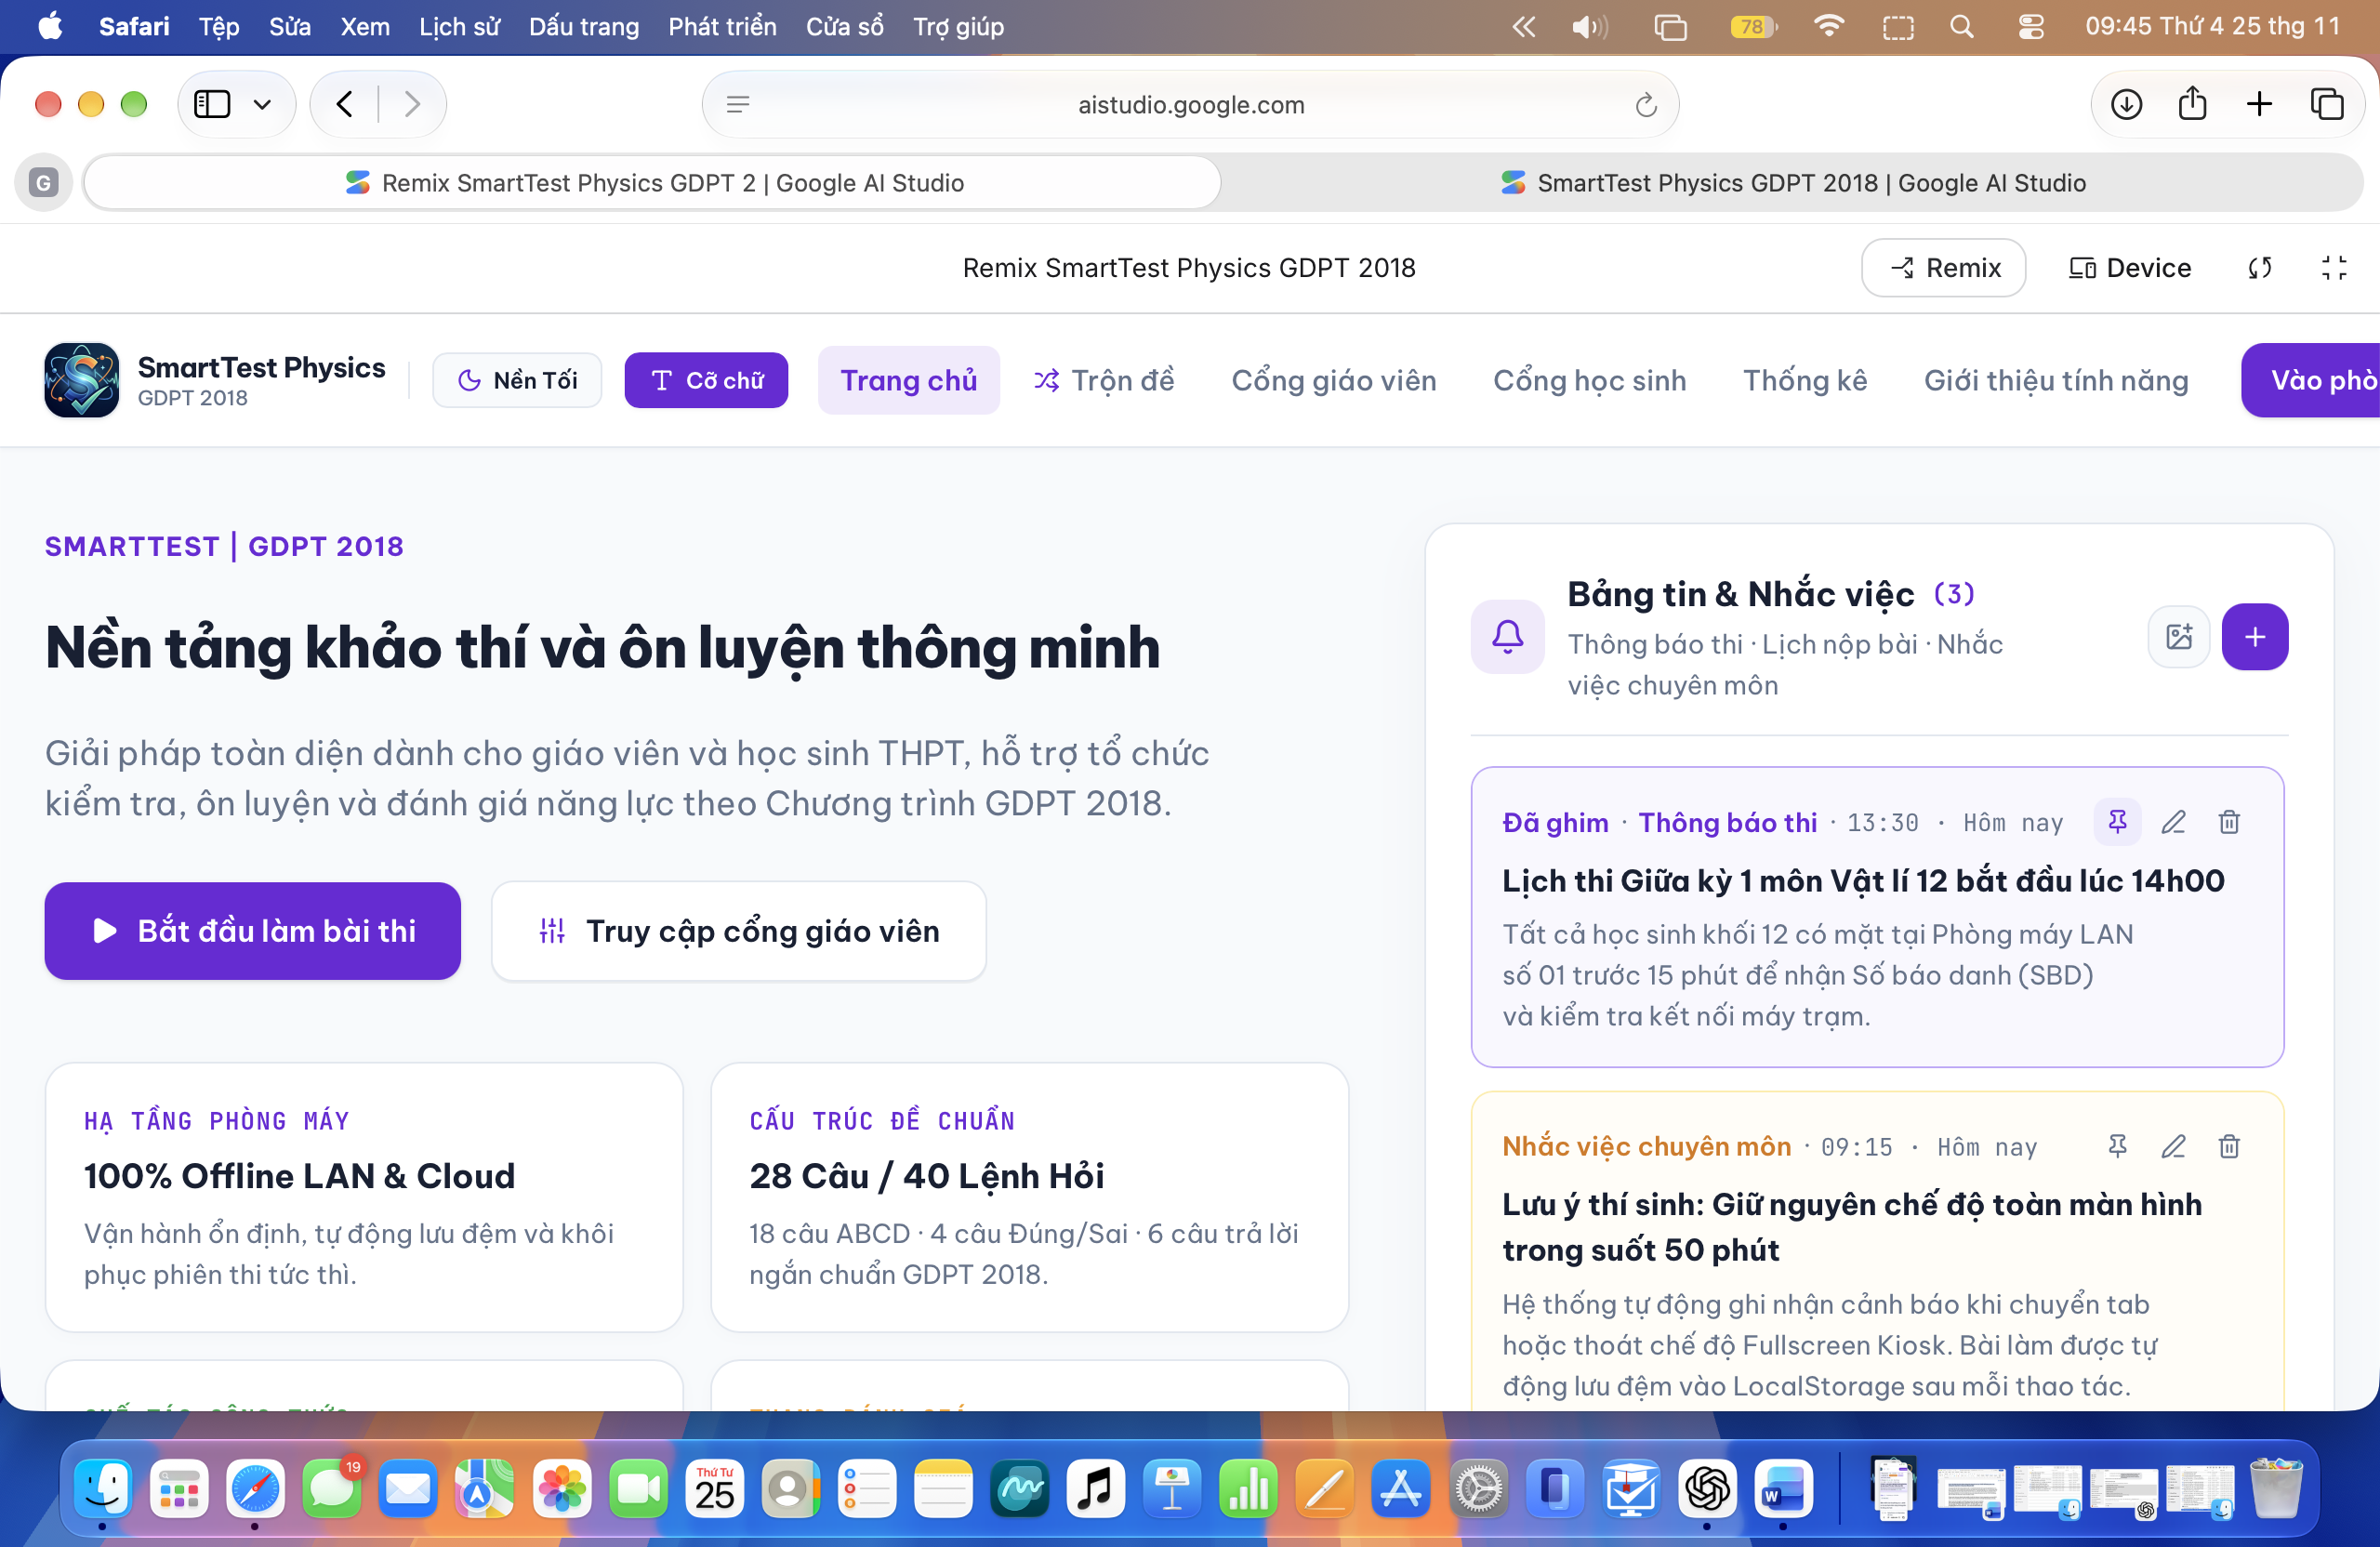 Safari Tệp Sửa Xem Lịch sử Dấu trang Phát triển Cửa sổ Trợ giúp
78
09:45 Thứ 4 25 thg 11
aistudio.google.com
G
Remix SmartTest Physics GDPT 2 | Google AI Studio
SmartTest Physics GDPT 2018 | Google AI Studio
Remix SmartTest Physics GDPT 2018
Remix
Device
SmartTest Physics
GDPT 2018
Nền Tối
Cỡ chữ
Trang chủ
Trộn đề
Cổng giáo viên
Cổng học sinh
Thống kê
Giới thiệu tính năng
Vào phò
SMARTTEST | GDPT 2018
Nền tảng khảo thí và ôn luyện thông minh
Giải pháp toàn diện dành cho giáo viên và học sinh THPT, hỗ trợ tổ chức
kiểm tra, ôn luyện và đánh giá năng lực theo Chương trình GDPT 2018.
Bắt đầu làm bài thi
Truy cập cổng giáo viên
HẠ TẦNG PHÒNG MÁY
100% Offline LAN & Cloud
Vận hành ổn định, tự động lưu đệm và khôi
phục phiên thi tức thì.
CẤU TRÚC ĐỀ CHUẨN
28 Câu / 40 Lệnh Hỏi
18 câu ABCD · 4 câu Đúng/Sai · 6 câu trả lời
ngắn chuẩn GDPT 2018.
Bảng tin & Nhắc việc (3)
Thông báo thi · Lịch nộp bài · Nhắc
việc chuyên môn
Đã ghim · Thông báo thi · 13:30 · Hôm nay
Lịch thi Giữa kỳ 1 môn Vật lí 12 bắt đầu lúc 14h00
Tất cả học sinh khối 12 có mặt tại Phòng máy LAN
số 01 trước 15 phút để nhận Số báo danh (SBD)
và kiểm tra kết nối máy trạm.
Nhắc việc chuyên môn · 09:15 · Hôm nay
Lưu ý thí sinh: Giữ nguyên chế độ toàn màn hình
trong suốt 50 phút
Hệ thống tự động ghi nhận cảnh báo khi chuyển tab
hoặc thoát chế độ Fullscreen Kiosk. Bài làm được tự
động lưu đệm vào LocalStorage sau mỗi thao tác.
19
Thứ Tư
25
W